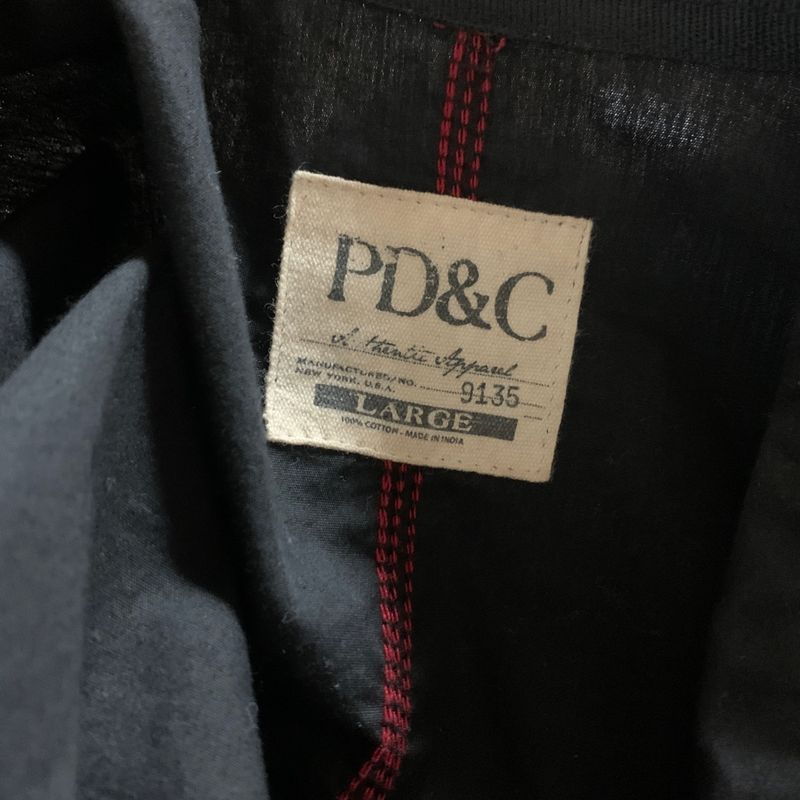 PD&C
Authentic Apparel
MANUFACTURED/NO. 9135
NEW YORK, U.S.A.
LARGE
100% COTTON - MADE IN INDIA